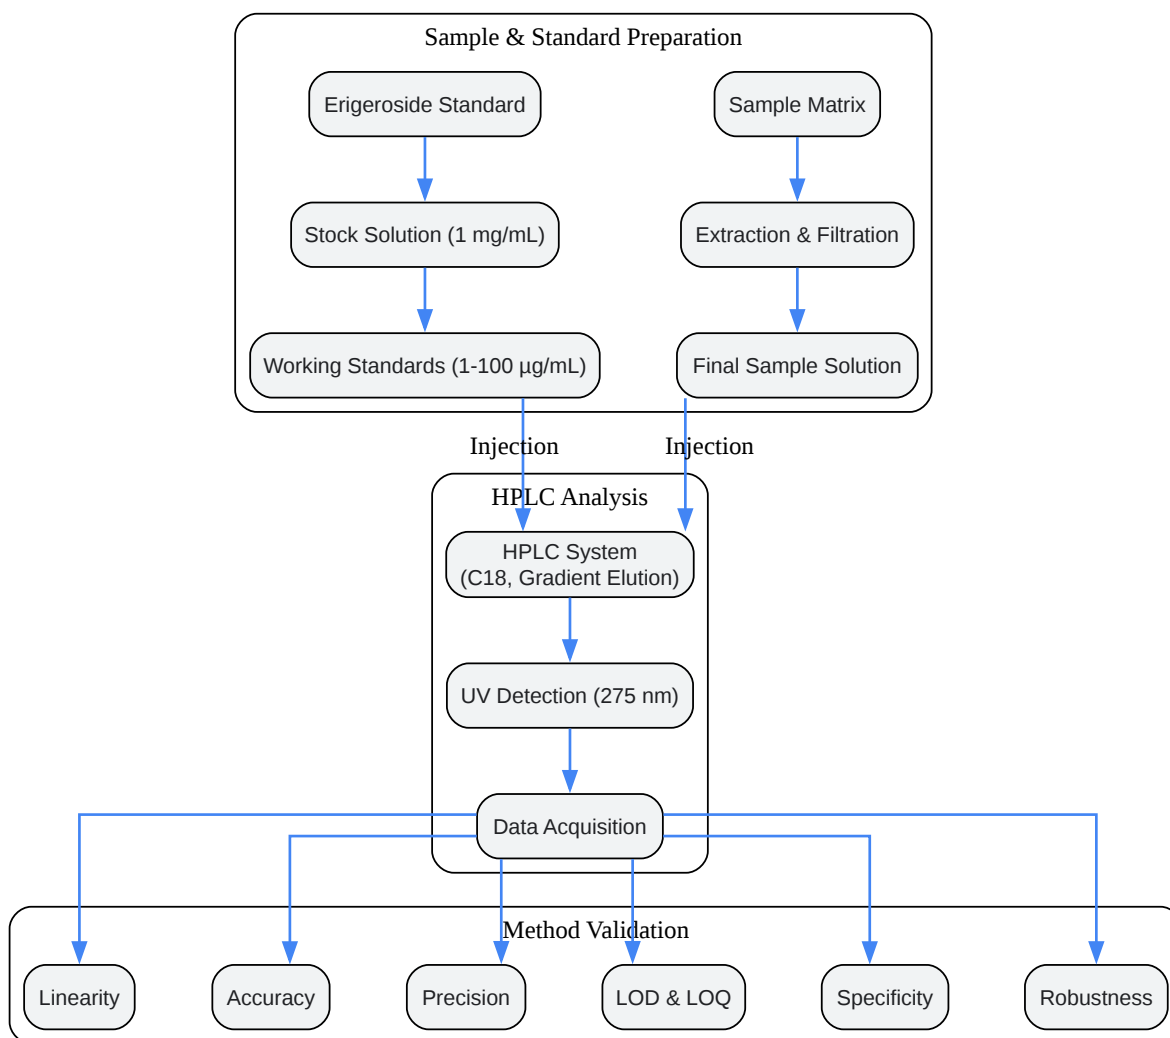 Sample & Standard Preparation
Erigeroside Standard
Sample Matrix
Stock Solution (1 mg/mL)
Extraction & Filtration
Working Standards (1-100 µg/mL)
Final Sample Solution
Injection
Injection
HPLC Analysis
HPLC System
(C18, Gradient Elution)
UV Detection (275 nm)
Data Acquisition
Method Validation
Linearity
Accuracy
Precision
LOD & LOQ
Specificity
Robustness